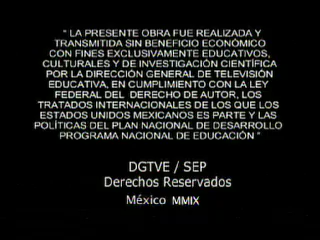 “ LA PRESENTE OBRA FUE REALIZADA Y
TRANSMITIDA SIN BENEFICIO ECONÓMICO
CON FINES EXCLUSIVAMENTE EDUCATIVOS,
CULTURALES Y DE INVESTIGACIÓN CIENTÍFICA
POR LA DIRECCIÓN GENERAL DE TELEVISIÓN
EDUCATIVA, EN CUMPLIMIENTO CON LA LEY
FEDERAL DEL DERECHO DE AUTOR, LOS
TRATADOS INTERNACIONALES DE LOS QUE LOS
ESTADOS UNIDOS MEXICANOS ES PARTE Y LAS
POLÍTICAS DEL PLAN NACIONAL DE DESARROLLO
PROGRAMA NACIONAL DE EDUCACIÓN “
DGTVE / SEP
Derechos Reservados
México MMIX